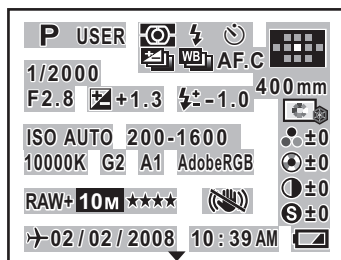 P USER
WB AF.C
1/2000 400mm
F2.8 +1.3 -1.0
C
ISO AUTO 200-1600 ±0
10000K G2 A1 AdobeRGB ±0
±0
RAW+ 10M ★★★★ S±0
02/02/2008 10:39AM